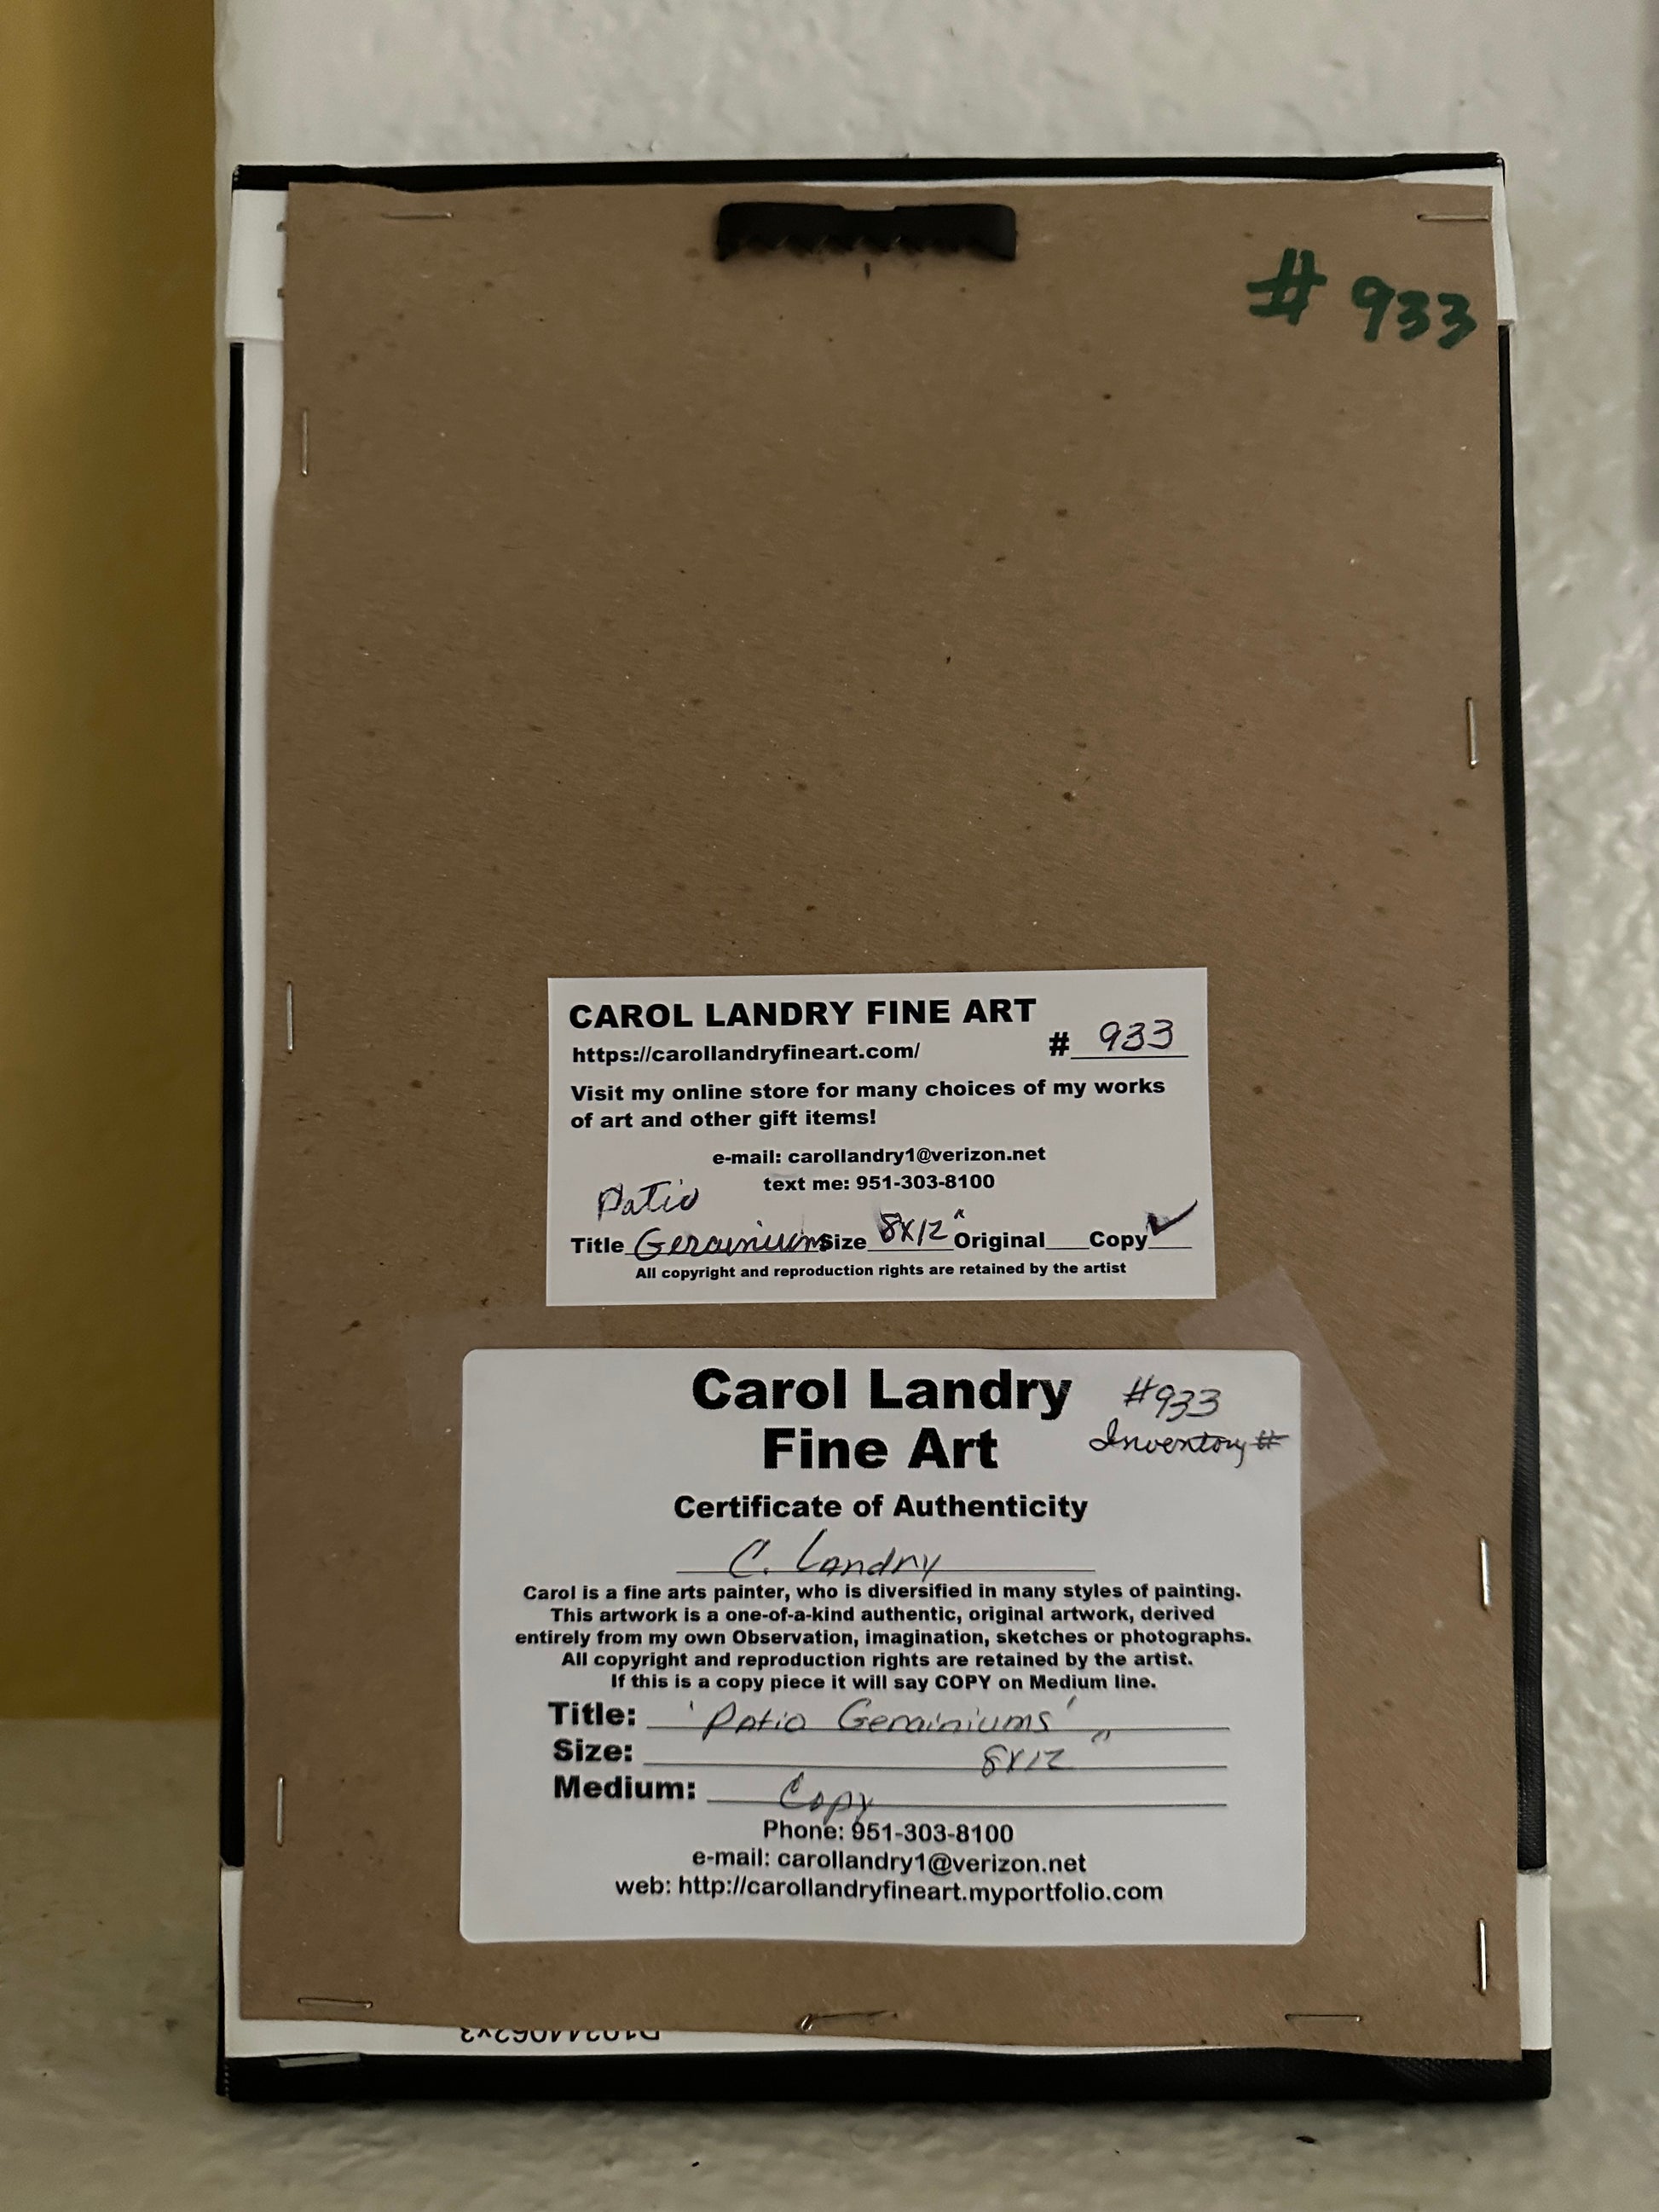 # 933
CAROL LANDRY FINE ART
https://carollandryfineart.com/ # 933
Visit my online store for many choices of my works
of art and other gift items!
e-mail: carollandry1@verizon.net
text me: 951-303-8100
Patio
Title Gerainiums Size 8x12" Original___Copy✓
All copyright and reproduction rights are retained by the artist
Carol Landry
Fine Art
#933
Inventory #
Certificate of Authenticity
C. Landry
Carol is a fine arts painter, who is diversified in many styles of painting.
This artwork is a one-of-a-kind authentic, original artwork, derived
entirely from my own Observation, imagination, sketches or photographs.
All copyright and reproduction rights are retained by the artist.
If this is a copy piece it will say COPY on Medium line.
Title: 'Patio Gerainiums'
Size: 8x12"
Medium: Copy
Phone: 951-303-8100
e-mail: carollandry1@verizon.net
web: http://carollandryfineart.myportfolio.com